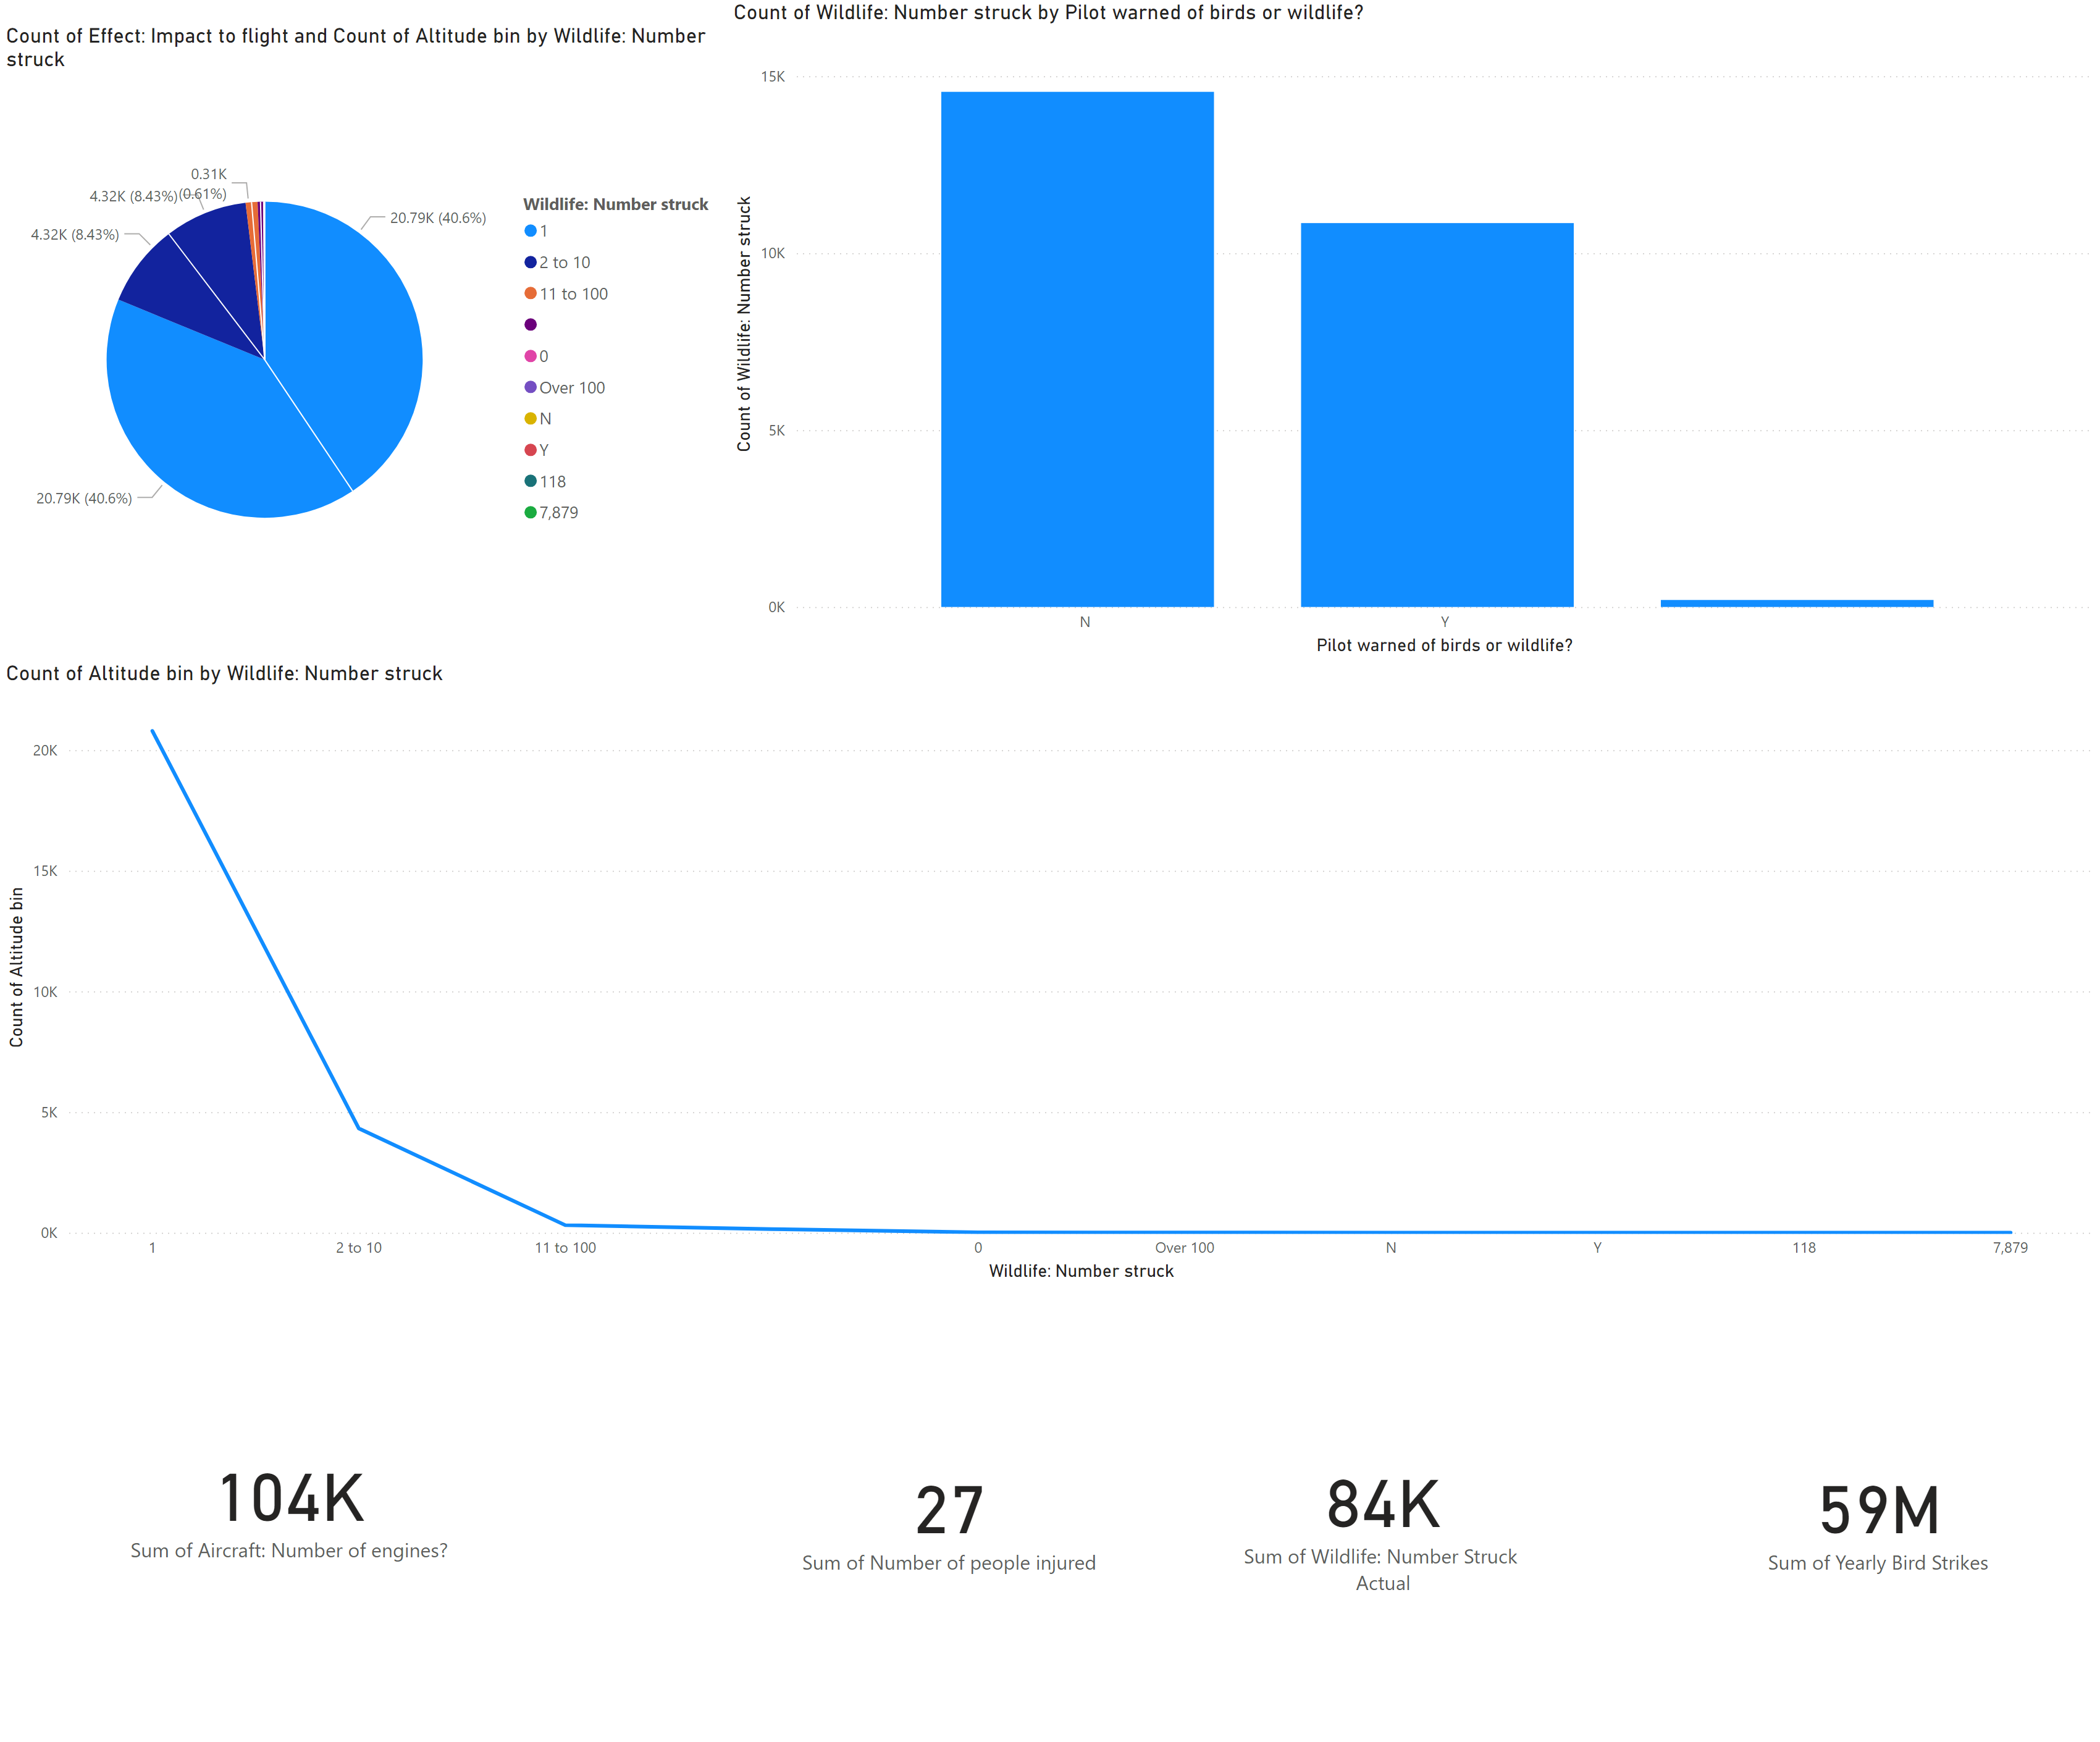 Count of Effect: Impact to flight and Count of Altitude bin by Wildlife: Number
struck
0.31K
(0.61%)
4.32K (8.43%)
4.32K (8.43%)
20.79K (40.6%)
20.79K (40.6%)
Wildlife: Number struck
1
2 to 10
11 to 100
0
Over 100
N
Y
118
7,879
Count of Wildlife: Number struck by Pilot warned of birds or wildlife?
Count of Wildlife: Number struck
15K
10K
5K
0K
N
Y
Pilot warned of birds or wildlife?
Count of Altitude bin by Wildlife: Number struck
Count of Altitude bin
20K
15K
10K
5K
0K
1
2 to 10
11 to 100
0
Over 100
N
Y
118
7,879
Wildlife: Number struck
104K
Sum of Aircraft: Number of engines?
27
Sum of Number of people injured
84K
Sum of Wildlife: Number Struck
Actual
59M
Sum of Yearly Bird Strikes